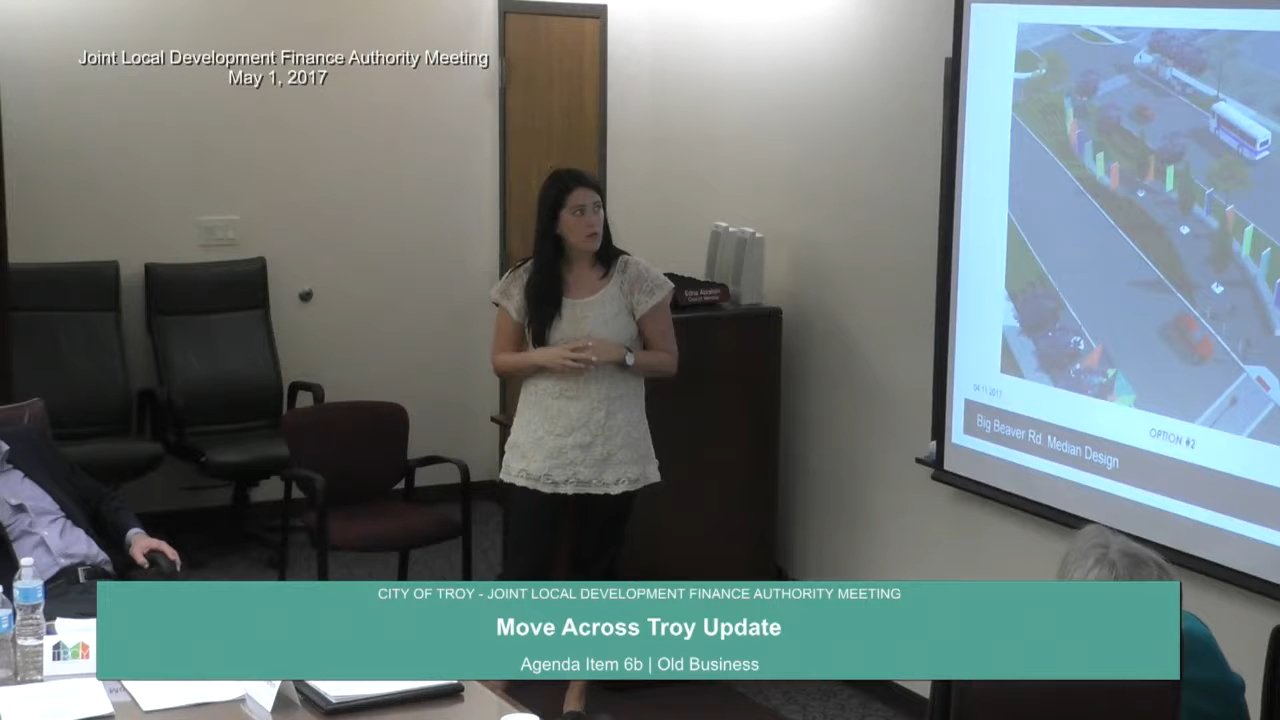 Joint Local Development Finance Authority Meeting
May 1, 2017
04 11 2017
OPTION #2
Big Beaver Rd. Median Design
CITY OF TROY - JOINT LOCAL DEVELOPMENT FINANCE AUTHORITY MEETING
Move Across Troy Update
Agenda Item 6b | Old Business